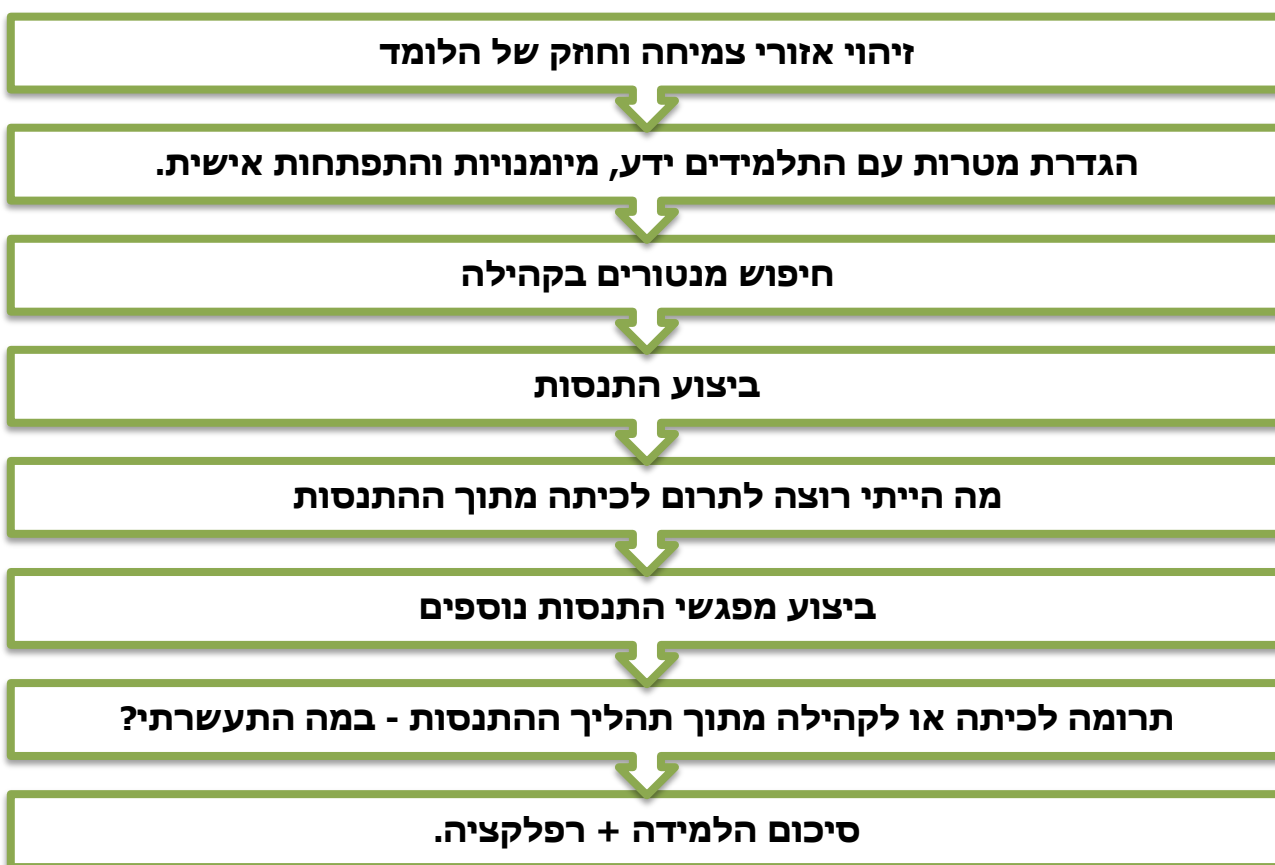 זיהוי אזורי צמיחה וחוזק של הלומד
הגדרת מטרות עם התלמידים ידע, מיומנויות והתפתחות אישית.
חיפוש מנטורים בקהילה
ביצוע התנסות
מה הייתי רוצה לתרום לכיתה מתוך ההתנסות
ביצוע מפגשי התנסות נוספים
תרומה לכיתה או לקהילה מתוך תהליך ההתנסות - במה התעשרתי?
סיכום הלמידה + רפלקציה.